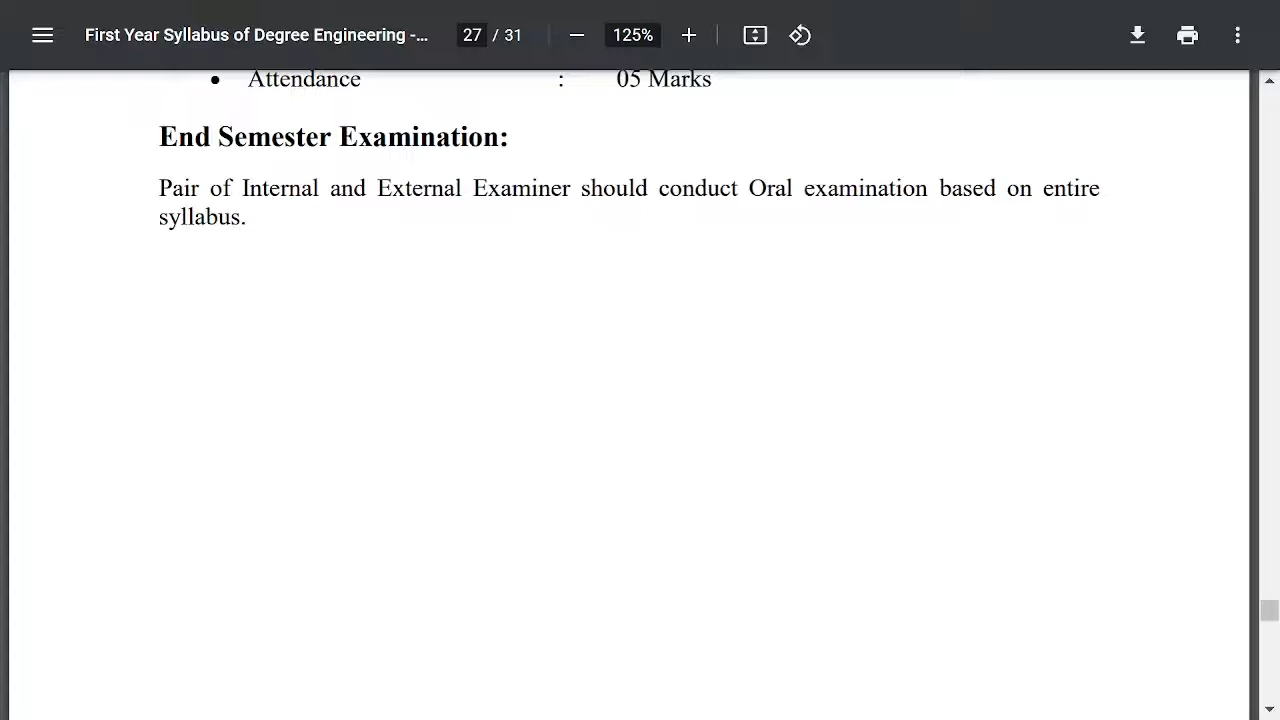 First Year Syllabus of Degree Engineering -... 27 / 31 125%
• Attendance : 05 Marks
End Semester Examination:
Pair of Internal and External Examiner should conduct Oral examination based on entire
syllabus.